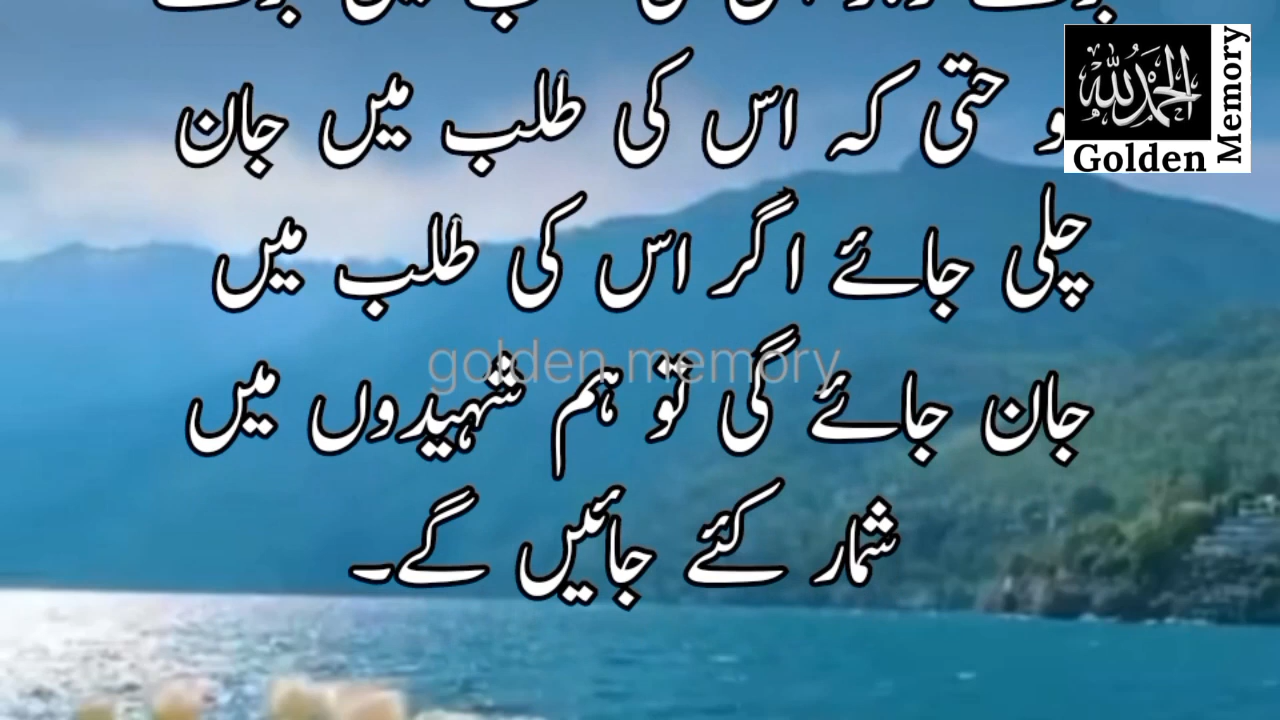 و حتی کہ اس کی طلب میں جان
چلی جائے اگر اس کی طلب میں
جان جائے گی تو ہم شہیدوں میں
شمار کئے جائیں گے۔
golden memory
الحمدللہ
Golden
Memory